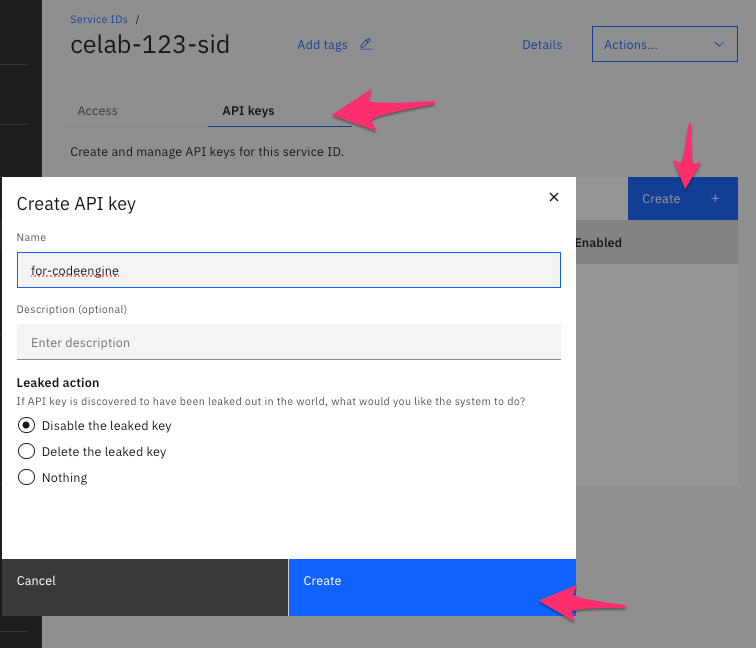 Service IDs /
celab-123-sid
Add tags
Details
Actions...
Access
API keys
Create and manage API keys for this service ID.
Create +
Enabled
Create API key
Name
for-codeengine
Description (optional)
Enter description
Leaked action
If API key is discovered to have been leaked out in the world, what would you like the system to do?
Disable the leaked key
Delete the leaked key
Nothing
Cancel
Create